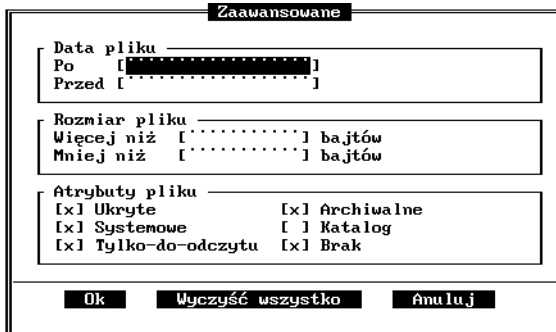 Zaawansowane
Data pliku
Po [                    ]
Przed [                    ]
Rozmiar pliku
Więcej niż [············] bajtów
Mniej niż [············] bajtów
Atrybuty pliku
[x] Ukryte [x] Archiwalne
[x] Systemowe [ ] Katalog
[x] Tylko-do-odczytu [x] Brak
Ok Wyczyść wszystko Anuluj